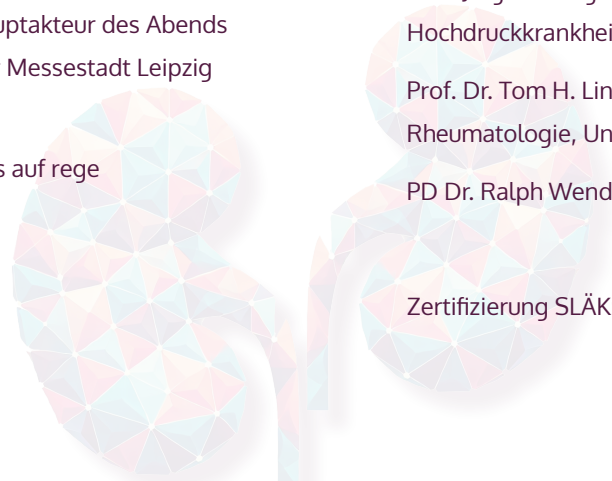 uptakteur des Abends
Messestadt Leipzig
s auf rege
Hochdruckkrankhei
Prof. Dr. Tom H. Lin
Rheumatologie, Un
PD Dr. Ralph Wend
Zertifizierung SLÄK